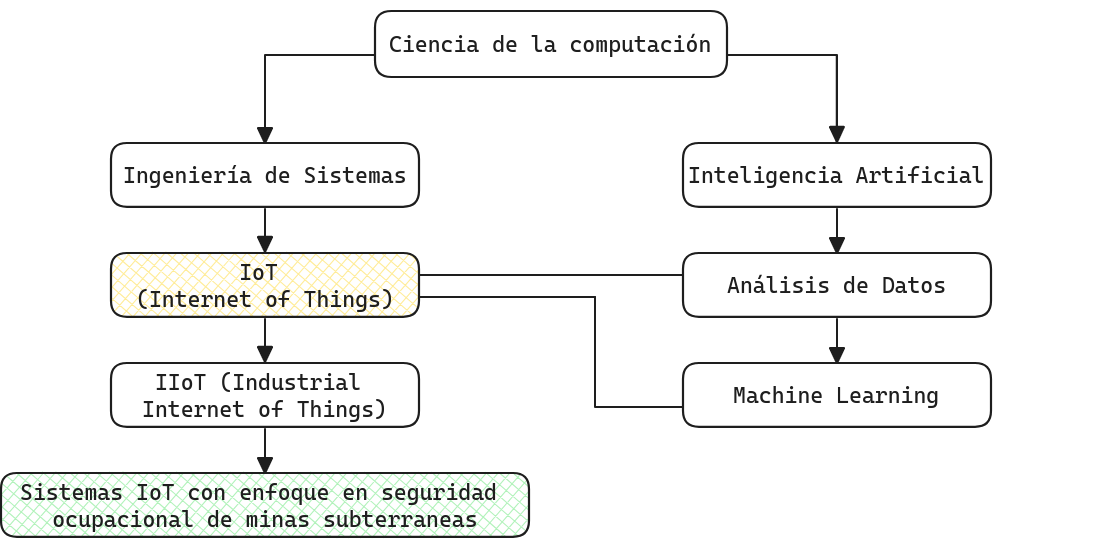 Ciencia de la computación
Ingeniería de Sistemas
Inteligencia Artificial
IoT
(Internet of Things)
Análisis de Datos
IIoT (Industrial
Internet of Things)
Machine Learning
Sistemas IoT con enfoque en seguridad
ocupacional de minas subterraneas